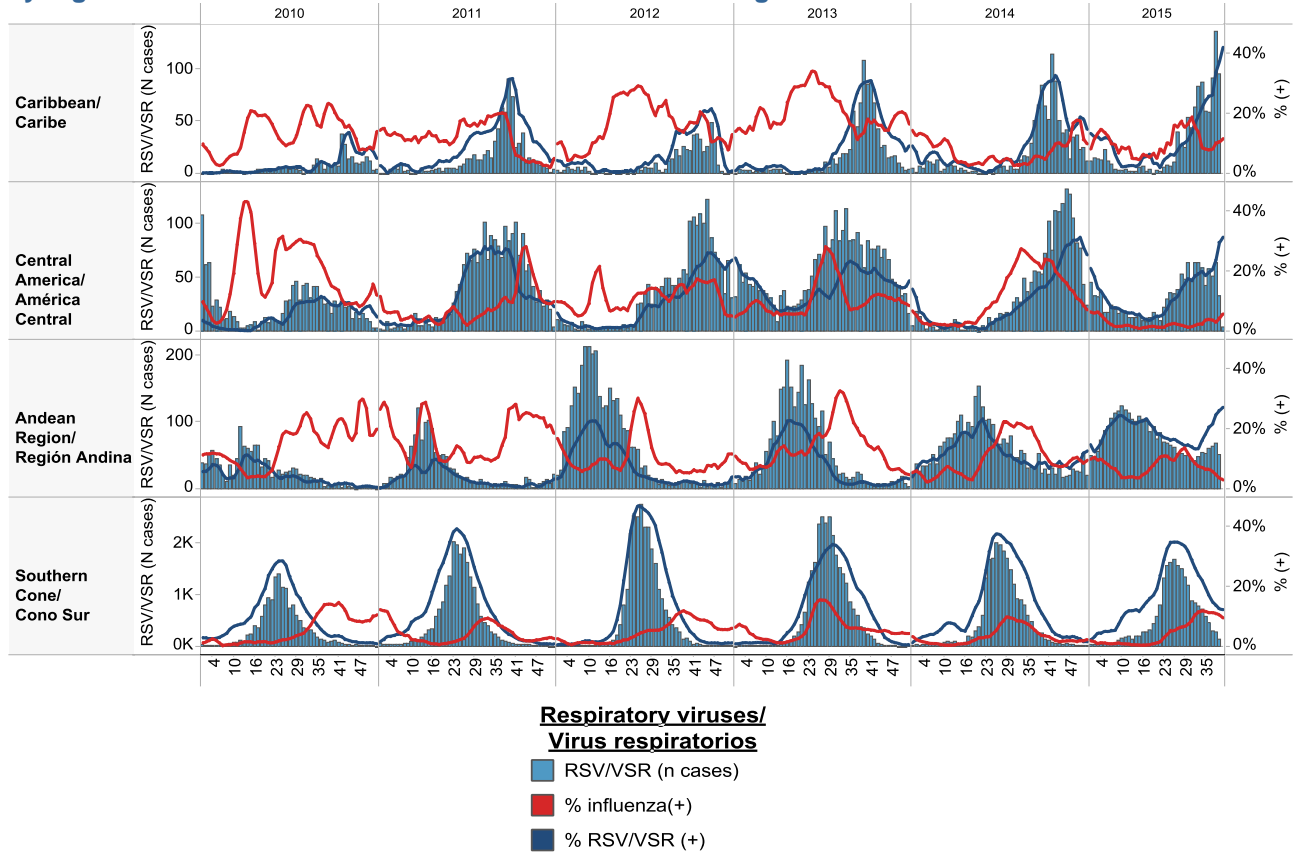 2010 2011 2012 2013 2014 2015
Caribbean/
Caribe
RSV/VSR (N cases)
100
50
0
40%
20%
0%
% (+)
Central
America/
América
Central
RSV/VSR (N cases)
100
50
0
40%
20%
0%
% (+)
Andean
Region/
Región Andina
RSV/VSR (N cases)
200
100
0
40%
20%
0%
% (+)
Southern
Cone/
Cono Sur
RSV/VSR (N cases)
2K
1K
0K
40%
20%
0%
% (+)
4 10 16 23 29 35 41 47 4 10 16 23 29 35 41 47 4 10 16 23 29 35 41 47 4 10 16 23 29 35 41 47 4 10 16 23 29 35 41 47 4 10 16 23 29 35
Respiratory viruses/
Virus respiratorios
RSV/VSR (n cases)
% influenza(+)
% RSV/VSR (+)